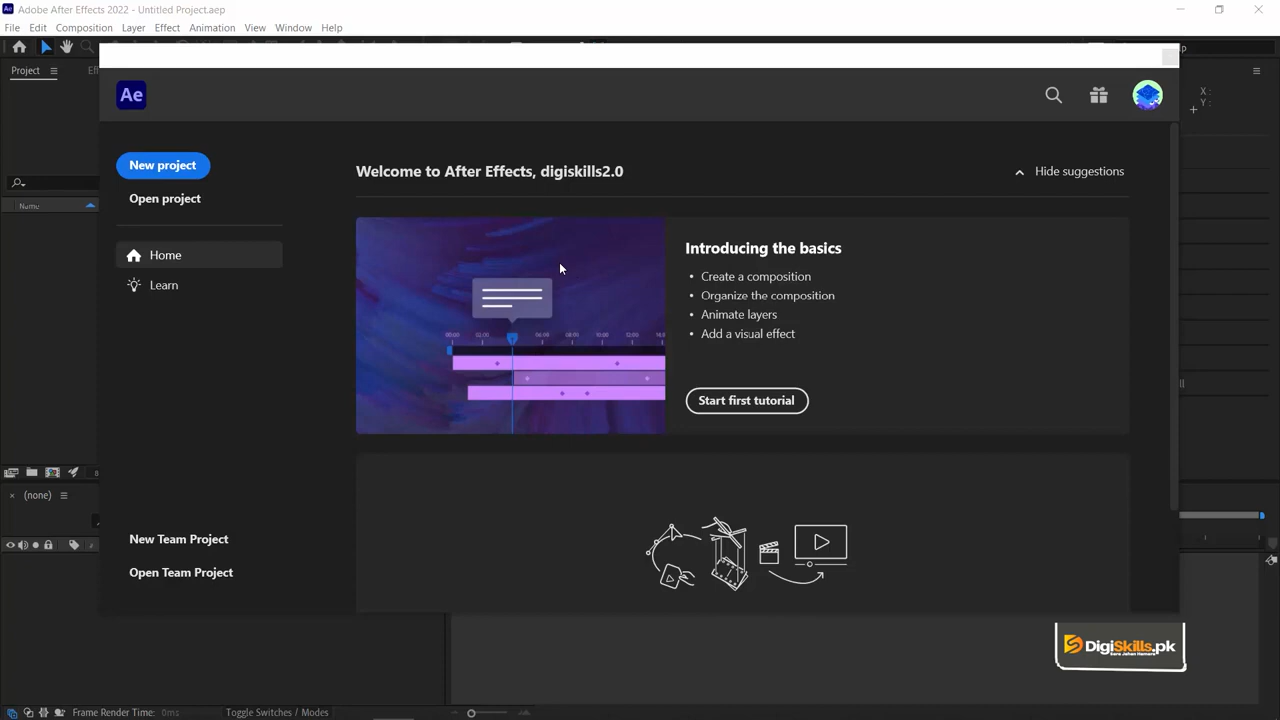 Adobe After Effects 2022 - Untitled Project.aep
File Edit Composition Layer Effect Animation View Window Help
Project
Ae
X :
Y :
New project
Open project
Welcome to After Effects, digiskills2.0
Hide suggestions
Name
Home
Learn
Introducing the basics
• Create a composition
• Organize the composition
• Animate layers
• Add a visual effect
Start first tutorial
(none)
New Team Project
Open Team Project
DigiSkills.pk
Frame Render Time: 0ms
Toggle Switches / Modes